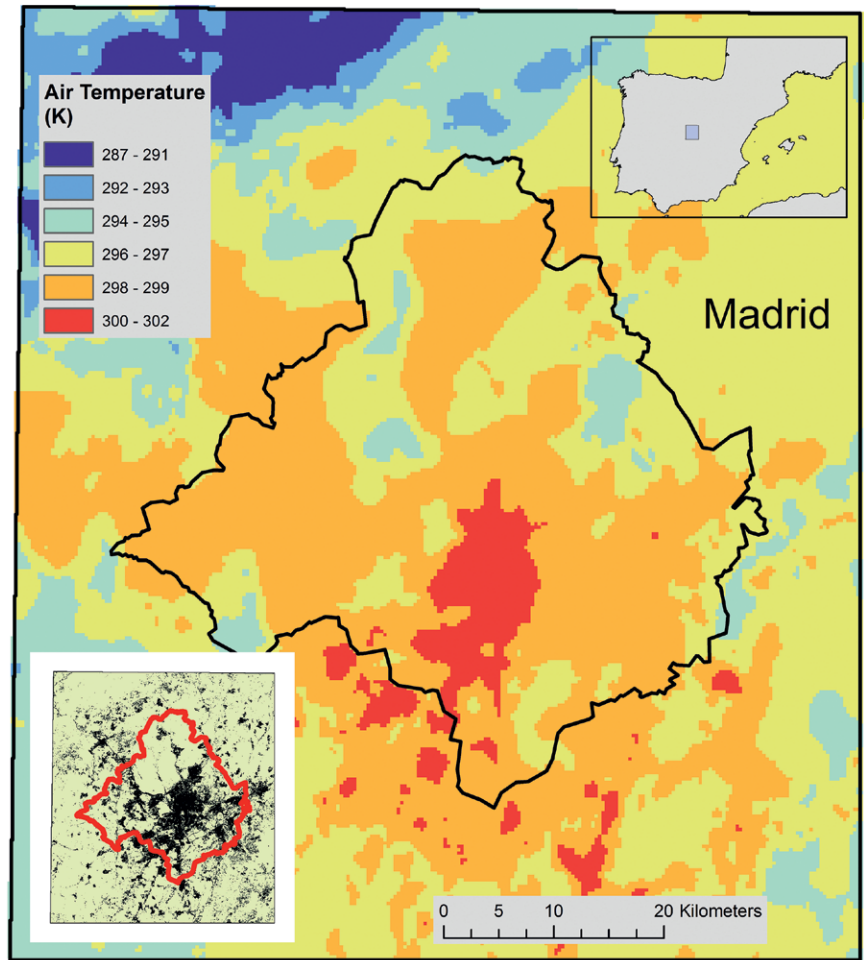 Air Temperature
(K)
287 - 291
292 - 293
294 - 295
296 - 297
298 - 299
300 - 302
Madrid
0 5 10 20 Kilometers